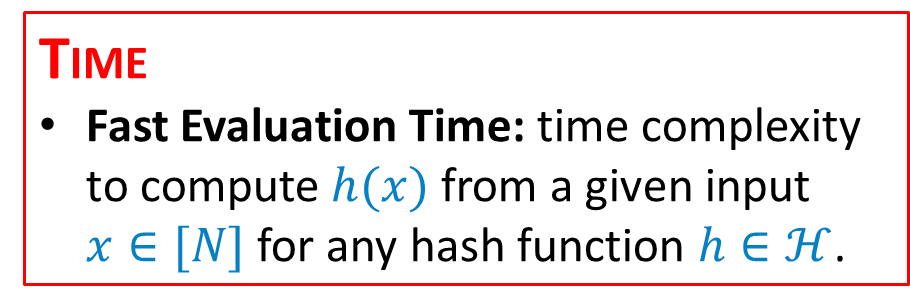 TIME
• Fast Evaluation Time: time complexity
to compute ℎ(𝑥) from a given input
𝑥 ∈ [𝑁] for any hash function ℎ ∈ ℋ.